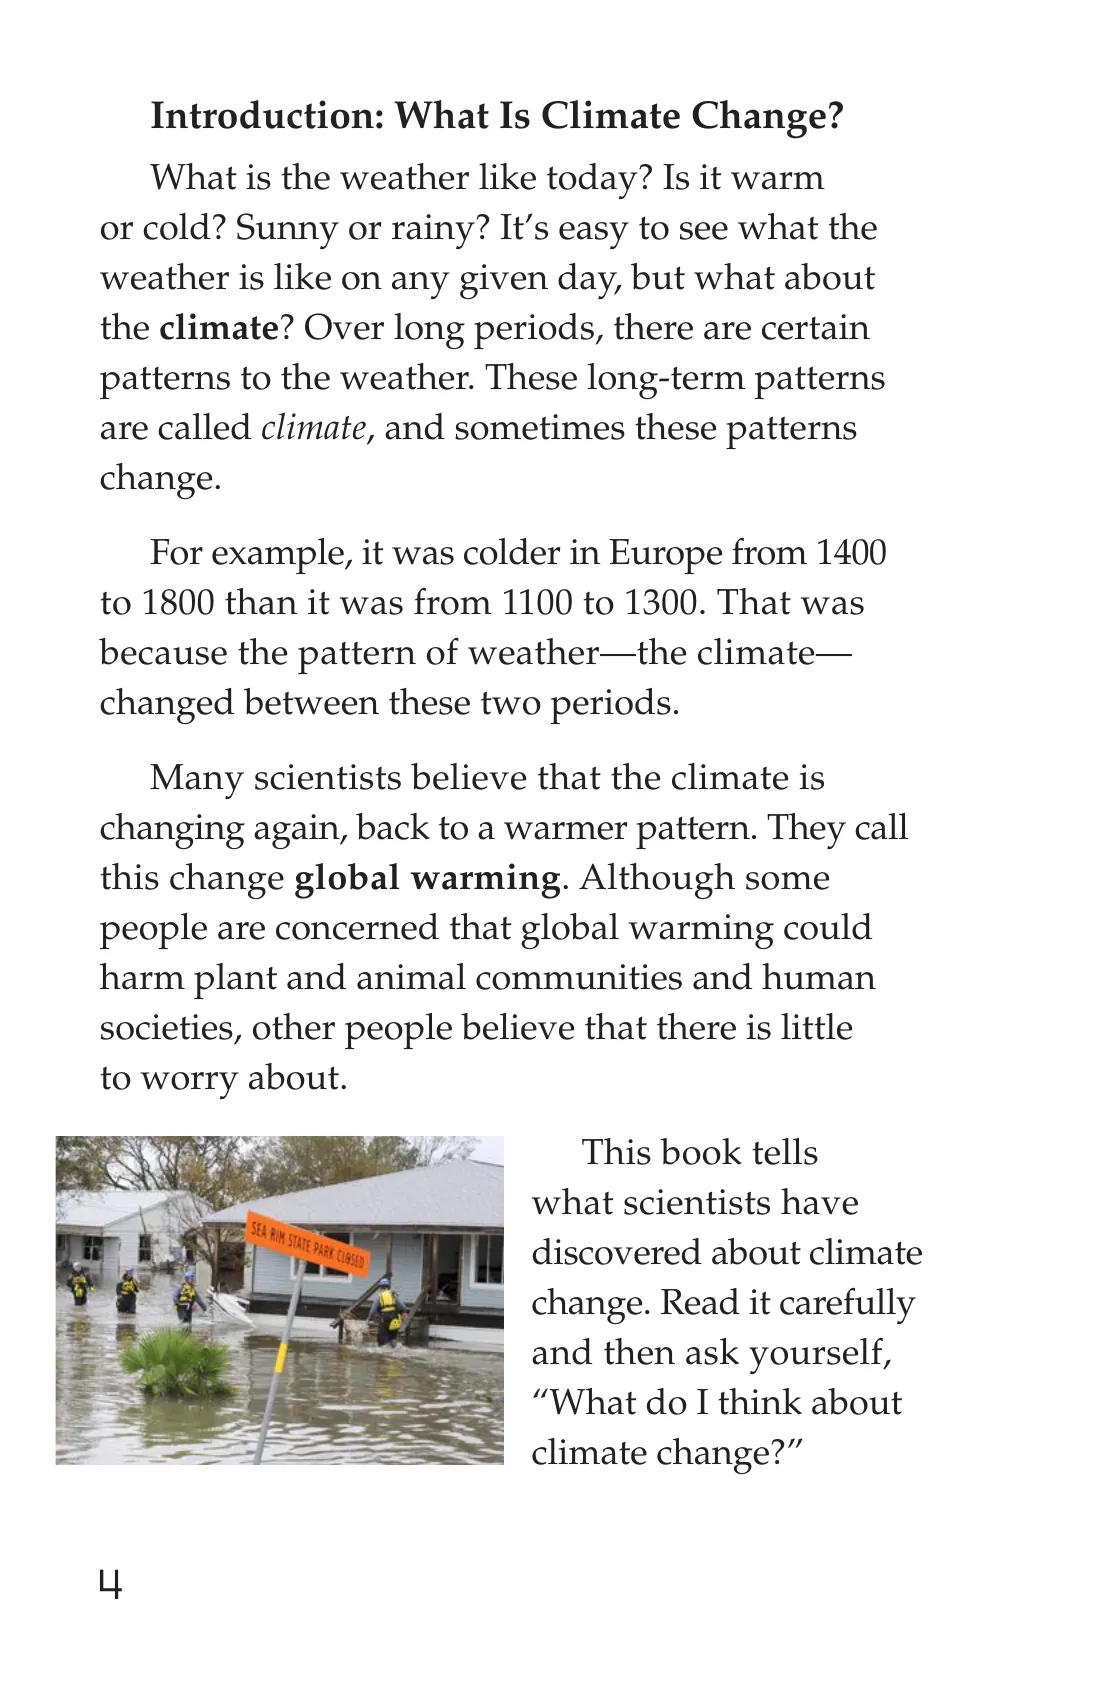 Introduction: What Is Climate Change?
What is the weather like today? Is it warm
or cold? Sunny or rainy? It’s easy to see what the
weather is like on any given day, but what about
the climate? Over long periods, there are certain
patterns to the weather. These long-term patterns
are called climate, and sometimes these patterns
change.
For example, it was colder in Europe from 1400
to 1800 than it was from 1100 to 1300. That was
because the pattern of weather—the climate—
changed between these two periods.
Many scientists believe that the climate is
changing again, back to a warmer pattern. They call
this change global warming. Although some
people are concerned that global warming could
harm plant and animal communities and human
societies, other people believe that there is little
to worry about.
SEA RIM STATE PARK CLOSED
This book tells
what scientists have
discovered about climate
change. Read it carefully
and then ask yourself,
“What do I think about
climate change?”
4